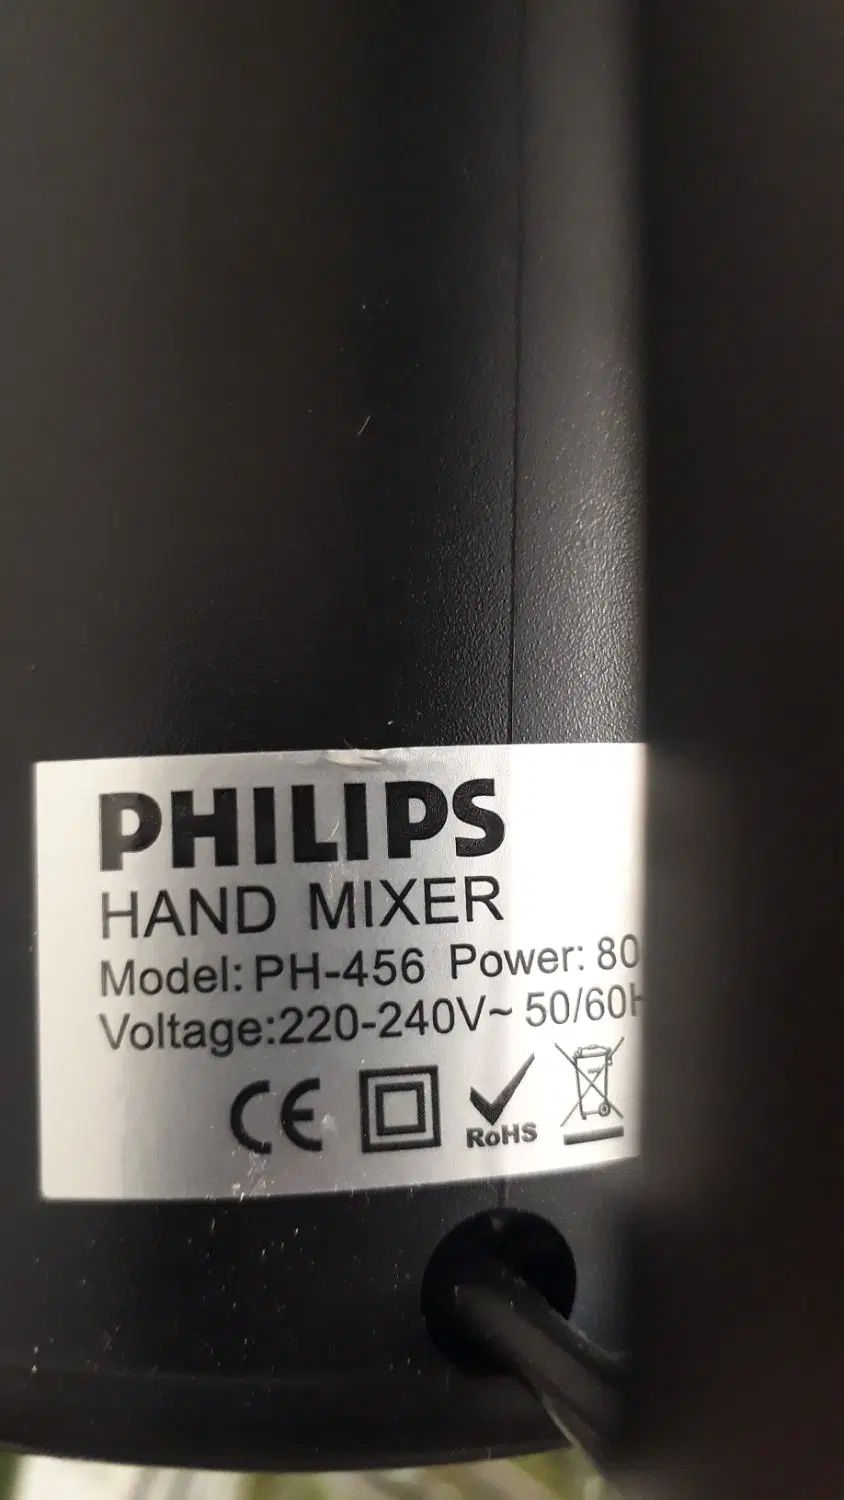 PHILIPS
HAND MIXER
Model: PH-456 Power: 80
Voltage:220-240V~ 50/60H
CE
RoHS